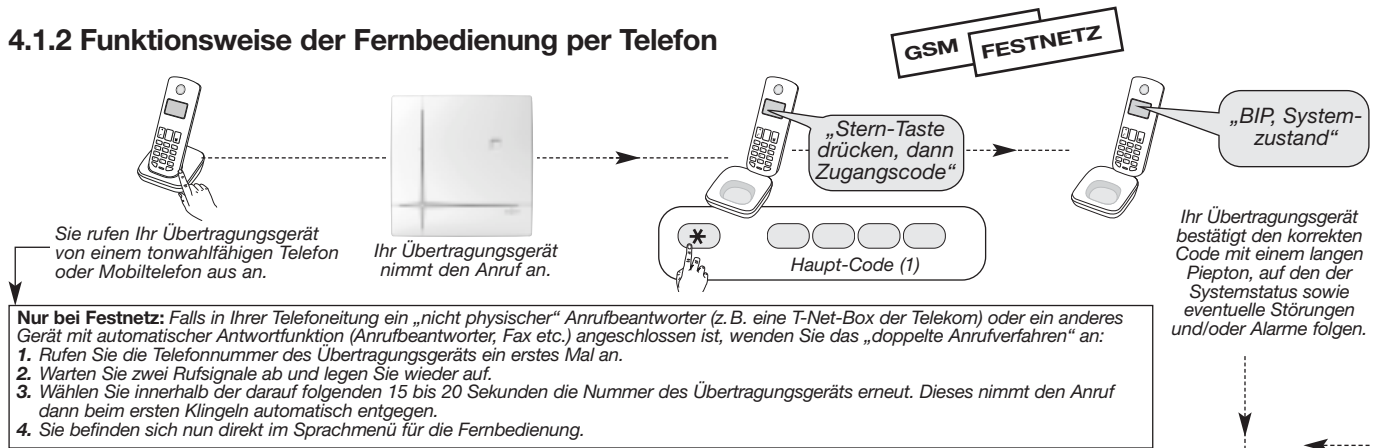 4.1.2 Funktionsweise der Fernbedienung per Telefon
GSM
FESTNETZ
Sie rufen Ihr Übertragungsgerät
von einem tonwahlfähigen Telefon
oder Mobiltelefon aus an.
Ihr Übertragungsgerät
nimmt den Anruf an.
„Stern-Taste
drücken, dann
Zugangscode“
*
Haupt-Code (1)
„BIP, System-
zustand“
Ihr Übertragungsgerät
bestätigt den korrekten
Code mit einem langen
Piepton, auf den der
Systemstatus sowie
eventuelle Störungen
und/oder Alarme folgen.
Nur bei Festnetz: Falls in Ihrer Telefoneitung ein „nicht physischer“ Anrufbeantworter (z. B. eine T-Net-Box der Telekom) oder ein anderes
Gerät mit automatischer Antwortfunktion (Anrufbeantworter, Fax etc.) angeschlossen ist, wenden Sie das „doppelte Anrufverfahren“ an:
1. Rufen Sie die Telefonnummer des Übertragungsgeräts ein erstes Mal an.
2. Warten Sie zwei Rufsignale ab und legen Sie wieder auf.
3. Wählen Sie innerhalb der darauf folgenden 15 bis 20 Sekunden die Nummer des Übertragungsgeräts erneut. Dieses nimmt den Anruf
dann beim ersten Klingeln automatisch entgegen.
4. Sie befinden sich nun direkt im Sprachmenü für die Fernbedienung.